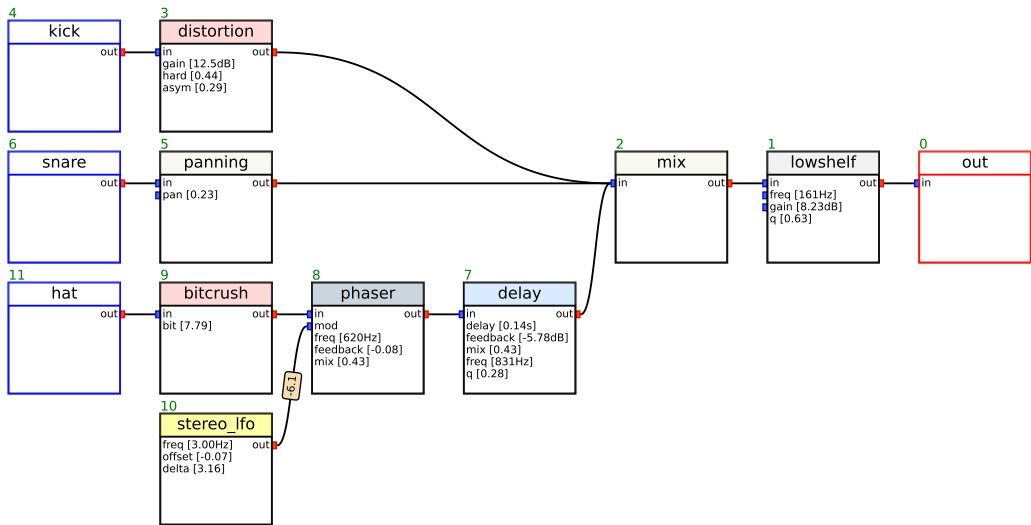 4
kick
out
3
distortion
in out
gain [12.5dB]
hard [0.44]
asym [0.29]
6
snare
out
5
panning
in out
pan [0.23]
2
mix
in out
1
lowshelf
in out
freq [161Hz]
gain [8.23dB]
q [0.63]
0
out
in
11
hat
out
9
bitcrush
in out
bit [7.79]
8
phaser
in out
mod
freq [620Hz]
feedback [-0.08]
mix [0.43]
7
delay
in out
delay [0.14s]
feedback [-5.78dB]
mix [0.43]
freq [831Hz]
q [0.28]
-6.1
10
stereo_lfo
freq [3.00Hz] out
offset [-0.07]
delta [3.16]